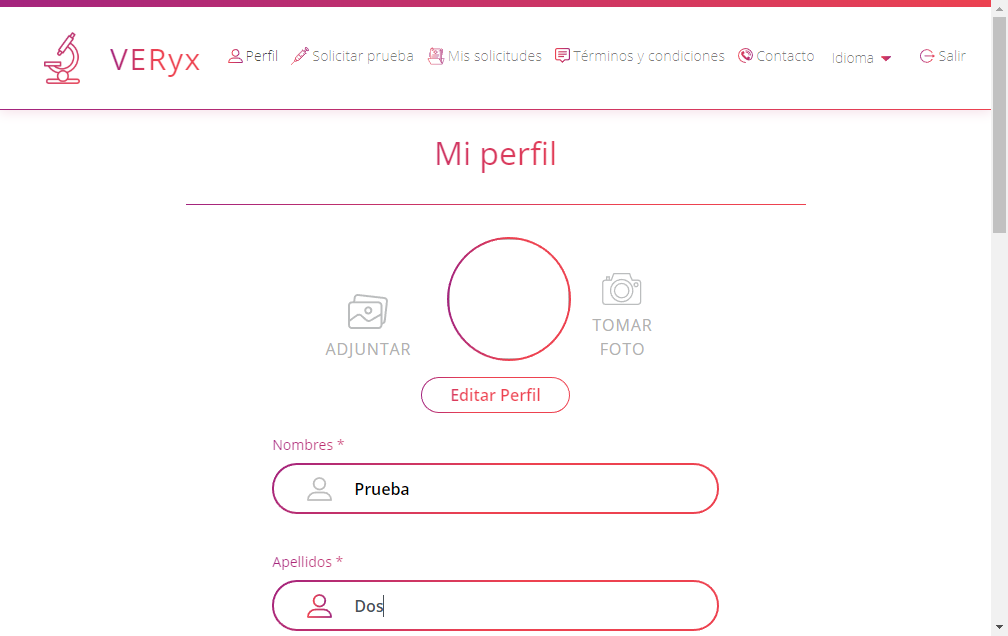 VERyx
Perfil Solicitar prueba Mis solicitudes Términos y condiciones Contacto Idioma Salir
Mi perfil
ADJUNTAR
TOMAR
FOTO
Editar Perfil
Nombres *
Prueba
Apellidos *
Dos